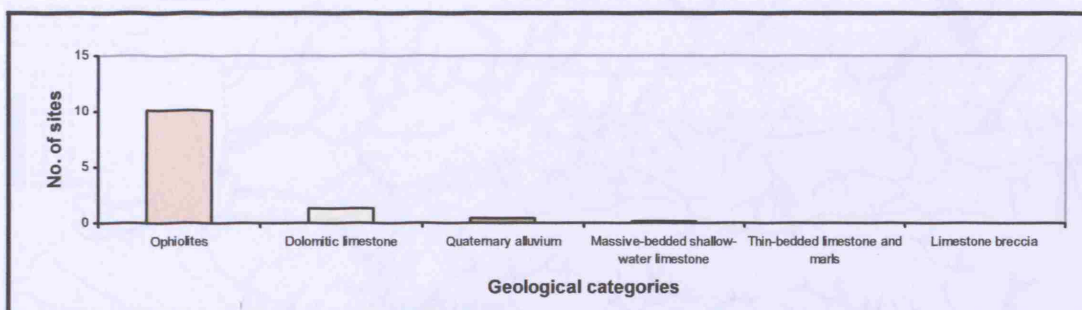 15
10
5
0
No. of sites
Ophiolites
Dolomitic limestone
Quaternary alluvium
Massive-bedded shallow-
water limestone
Thin-bedded limestone and
marls
Limestone breccia
Geological categories